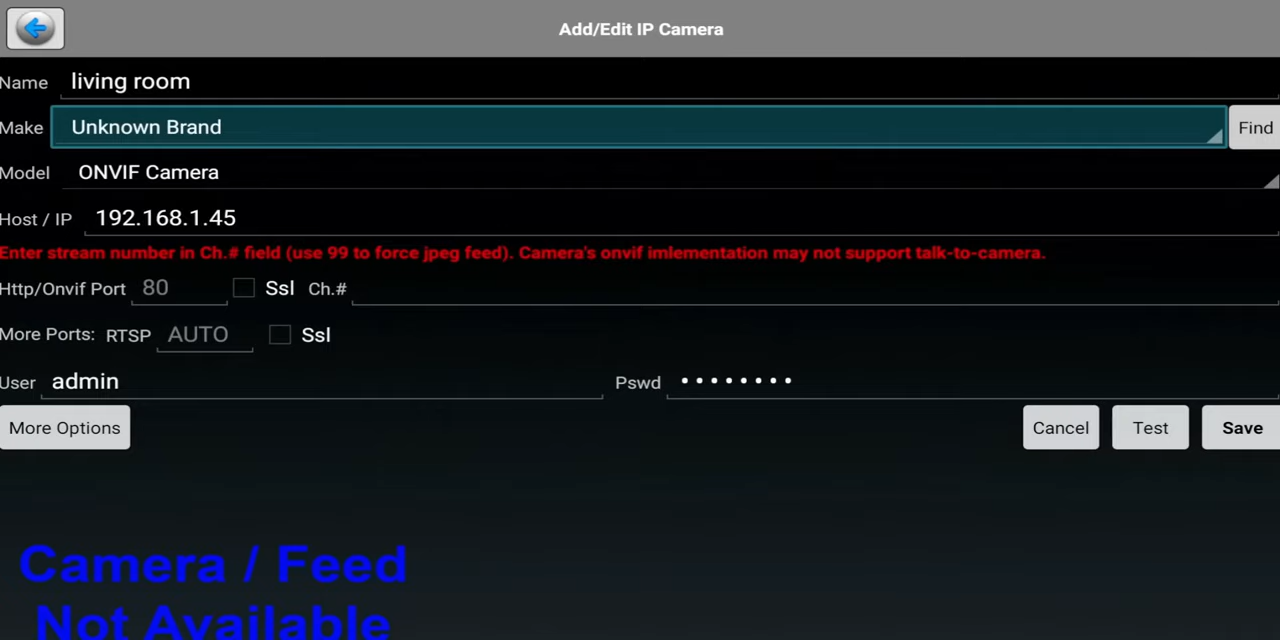 Add/Edit IP Camera
Name living room
Make Unknown Brand Find
Model ONVIF Camera
Host / IP 192.168.1.45
Enter stream number in Ch.# field (use 99 to force jpeg feed). Camera's onvif imlementation may not support talk-to-camera.
Http/Onvif Port 80 Ssl Ch.#
More Ports: RTSP AUTO Ssl
User admin Pswd ••••••••
More Options Cancel Test Save
Camera / Feed
Not Available